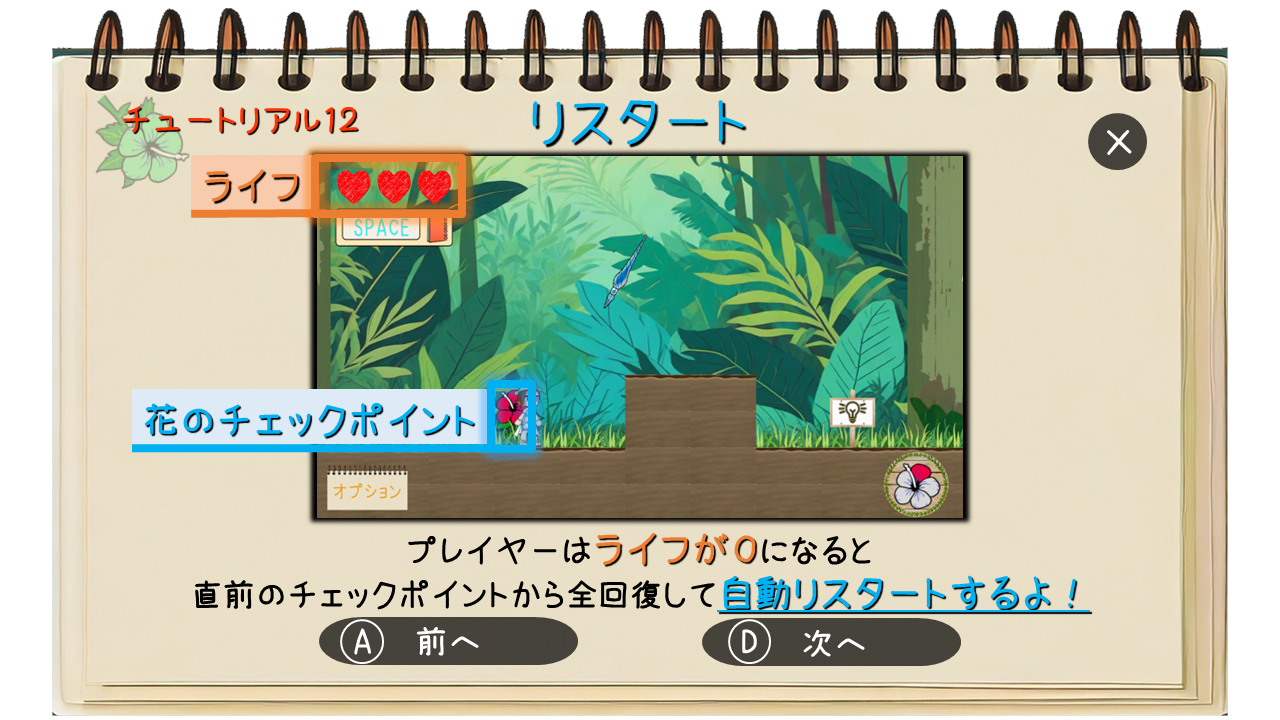 チュートリアル12
リスタート
ライフ
SPACE
花のチェックポイント
オプション
プレイヤーはライフが0になると
直前のチェックポイントから全回復して自動リスタートするよ！
A 前へ
D 次へ